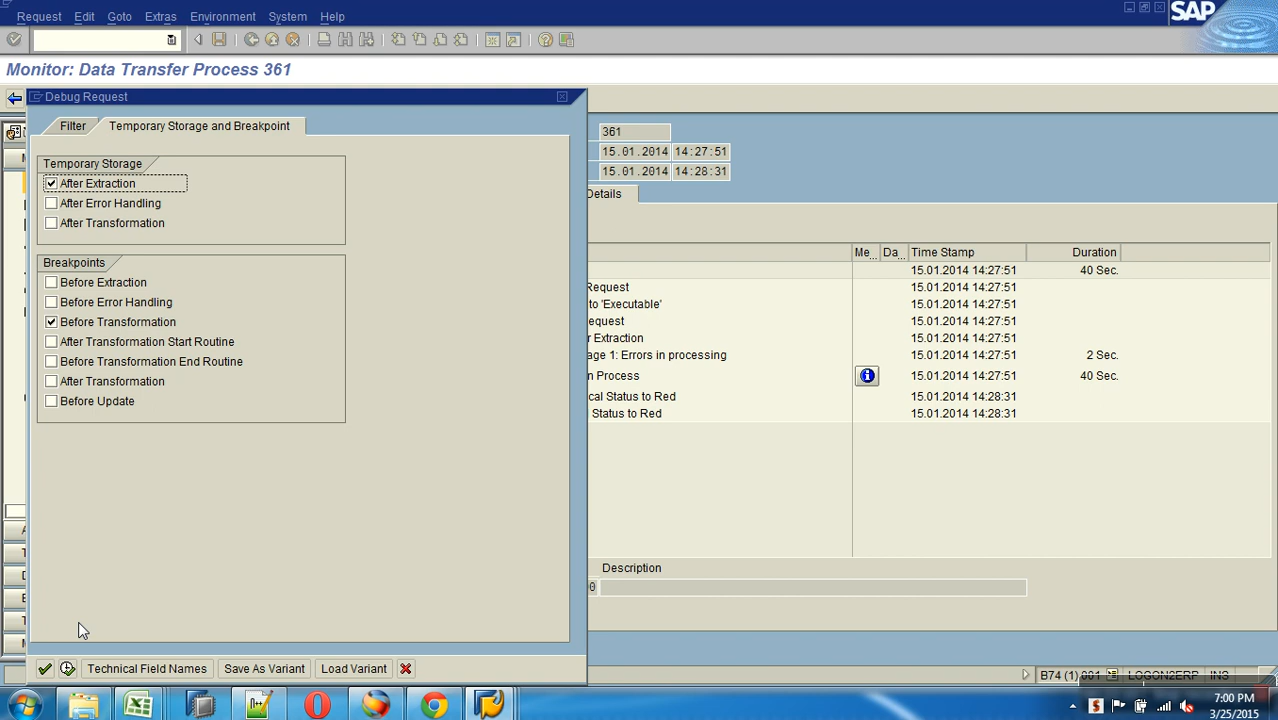 Request Edit Goto Extras Environment System Help
SAP
Monitor: Data Transfer Process 361
Debug Request
Filter Temporary Storage and Breakpoint
Temporary Storage
After Extraction
After Error Handling
After Transformation
Breakpoints
Before Extraction
Before Error Handling
Before Transformation
After Transformation Start Routine
Before Transformation End Routine
After Transformation
Before Update
Technical Field Names Save As Variant Load Variant
361
15.01.2014 14:27:51
15.01.2014 14:28:31
Details
Me... Da... Time Stamp Duration
15.01.2014 14:27:51 40 Sec.
Request 15.01.2014 14:27:51
to 'Executable' 15.01.2014 14:27:51
equest 15.01.2014 14:27:51
r Extraction 15.01.2014 14:27:51
age 1: Errors in processing 15.01.2014 14:27:51 2 Sec.
n Process 15.01.2014 14:27:51 40 Sec.
cal Status to Red 15.01.2014 14:28:31
Status to Red 15.01.2014 14:28:31
Description
B74 (1) 001 LOGON2ERP INS
7:00 PM
3/25/2015